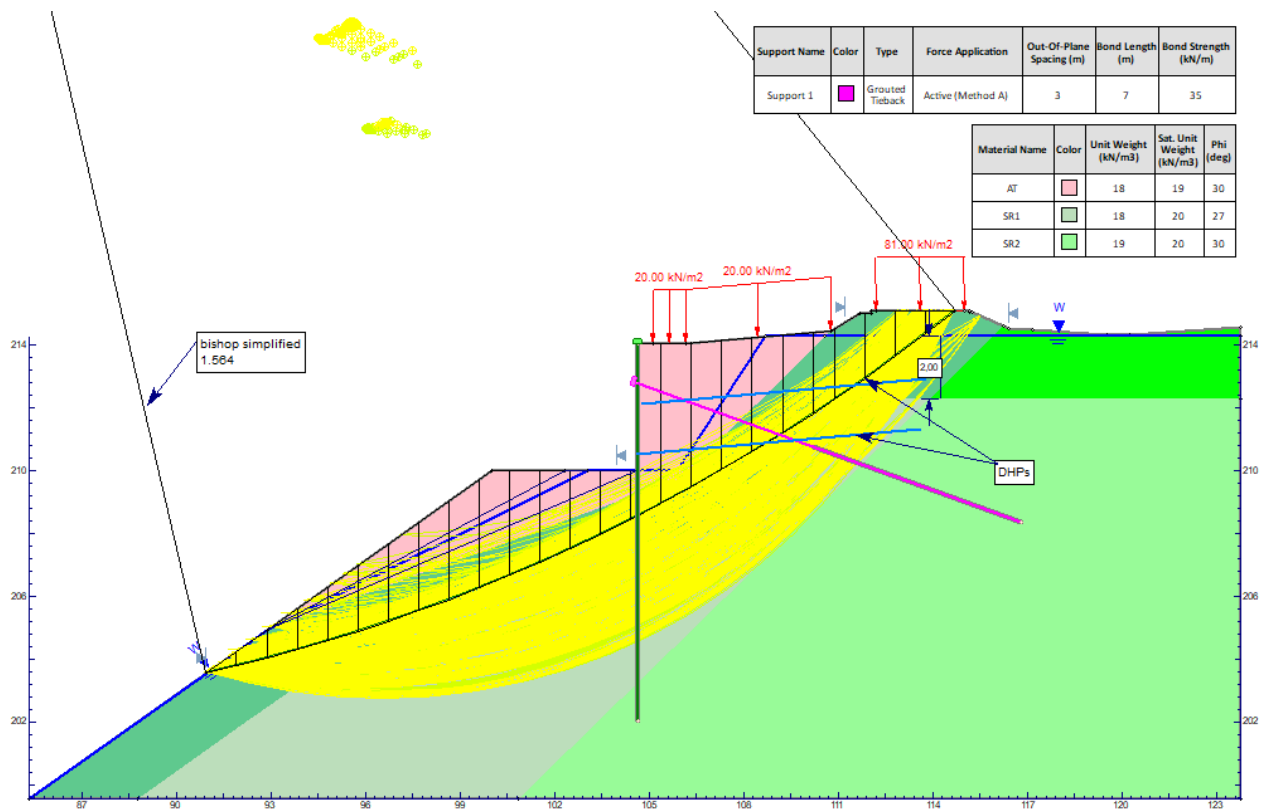 Support Name Color Type Force Application Out-Of-Plane Spacing (m) Bond Length (m) Bond Strength (kN/m)
Support 1 Grouted Tieback Active (Method A) 3 7 35
Material Name Color Unit Weight (kN/m3) Sat. Unit Weight (kN/m3) Phi (deg)
AT 18 19 30
SR1 18 20 27
SR2 19 20 30
81.00 kN/m2
20.00 kN/m2
20.00 kN/m2
W
bishop simplified
1.564
214
214
2,00
210
210
DHPs
206
206
W
202
202
87 90 93 96 99 102 105 108 111 114 117 120 123